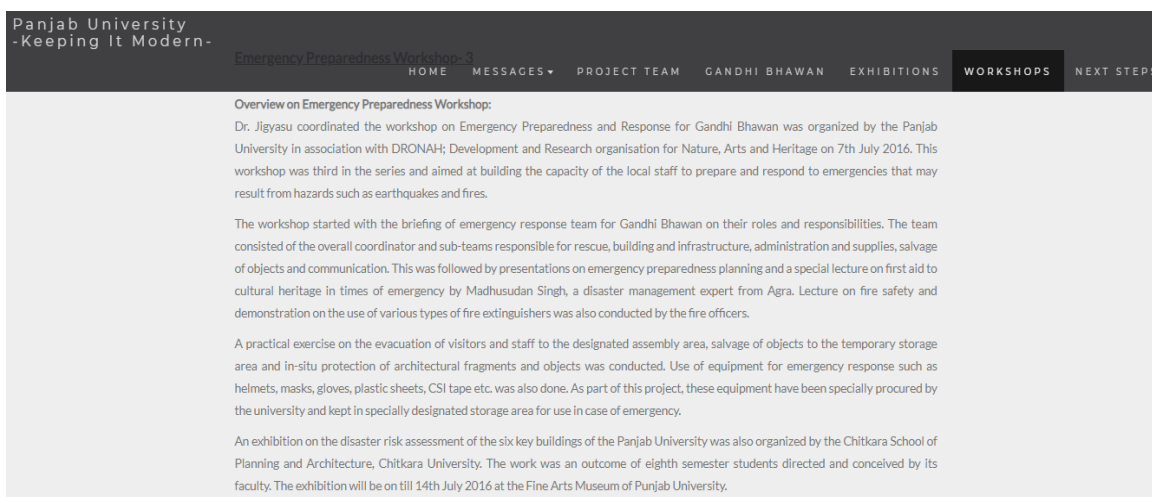 Panjab University
-Keeping It Modern-
Emergency Preparedness Workshop- 3
HOME MESSAGES PROJECT TEAM GANDHI BHAWAN EXHIBITIONS WORKSHOPS NEXT STEPS
Overview on Emergency Preparedness Workshop:
Dr. Jigyasu coordinated the workshop on Emergency Preparedness and Response for Gandhi Bhawan was organized by the Panjab
University in association with DRONAH; Development and Research organisation for Nature, Arts and Heritage on 7th July 2016. This
workshop was third in the series and aimed at building the capacity of the local staff to prepare and respond to emergencies that may
result from hazards such as earthquakes and fires.
The workshop started with the briefing of emergency response team for Gandhi Bhawan on their roles and responsibilities. The team
consisted of the overall coordinator and sub-teams responsible for rescue, building and infrastructure, administration and supplies, salvage
of objects and communication. This was followed by presentations on emergency preparedness planning and a special lecture on first aid to
cultural heritage in times of emergency by Madhusudan Singh, a disaster management expert from Agra. Lecture on fire safety and
demonstration on the use of various types of fire extinguishers was also conducted by the fire officers.
A practical exercise on the evacuation of visitors and staff to the designated assembly area, salvage of objects to the temporary storage
area and in-situ protection of architectural fragments and objects was conducted. Use of equipment for emergency response such as
helmets, masks, gloves, plastic sheets, CSI tape etc. was also done. As part of this project, these equipment have been specially procured by
the university and kept in specially designated storage area for use in case of emergency.
An exhibition on the disaster risk assessment of the six key buildings of the Panjab University was also organized by the Chitkara School of
Planning and Architecture, Chitkara University. The work was an outcome of eighth semester students directed and conceived by its
faculty. The exhibition will be on till 14th July 2016 at the Fine Arts Museum of Punjab University.